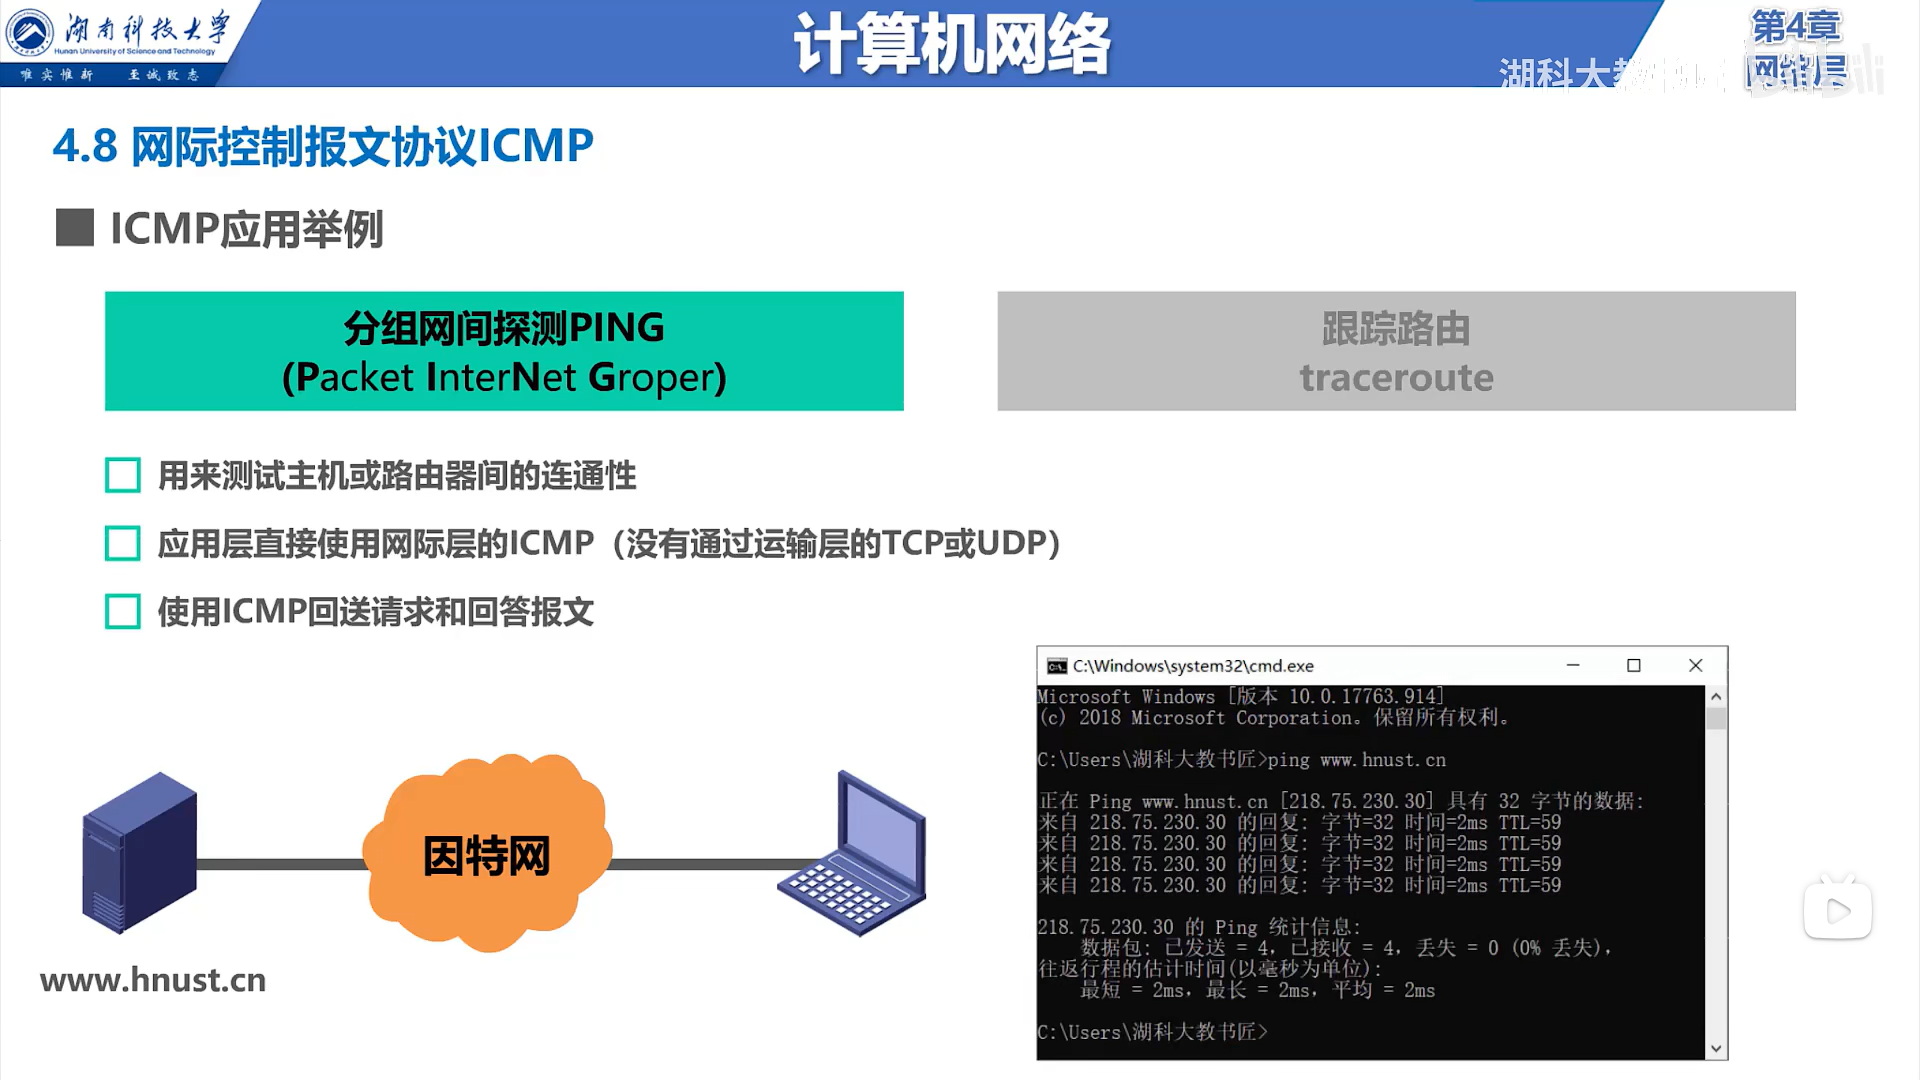 湖南科技大学
Hunan University of Science and Technology
唯实惟新 至诚致志
计算机网络
第4章
网络层
湖科大教书匠
bilibili
4.8 网际控制报文协议ICMP
ICMP应用举例
分组网间探测PING
(Packet InterNet Groper)
跟踪路由
traceroute
用来测试主机或路由器间的连通性
应用层直接使用网际层的ICMP（没有通过运输层的TCP或UDP）
使用ICMP回送请求和回答报文
因特网
www.hnust.cn
C:\Windows\system32\cmd.exe
Microsoft Windows [版本 10.0.17763.914]
(c) 2018 Microsoft Corporation。保留所有权利。
C:\Users\湖科大教书匠>ping www.hnust.cn
正在 Ping www.hnust.cn [218.75.230.30] 具有 32 字节的数据:
来自 218.75.230.30 的回复: 字节=32 时间=2ms TTL=59
来自 218.75.230.30 的回复: 字节=32 时间=2ms TTL=59
来自 218.75.230.30 的回复: 字节=32 时间=2ms TTL=59
来自 218.75.230.30 的回复: 字节=32 时间=2ms TTL=59
218.75.230.30 的 Ping 统计信息:
数据包: 已发送 = 4，已接收 = 4，丢失 = 0 (0% 丢失)，
往返行程的估计时间(以毫秒为单位):
最短 = 2ms，最长 = 2ms，平均 = 2ms
C:\Users\湖科大教书匠>